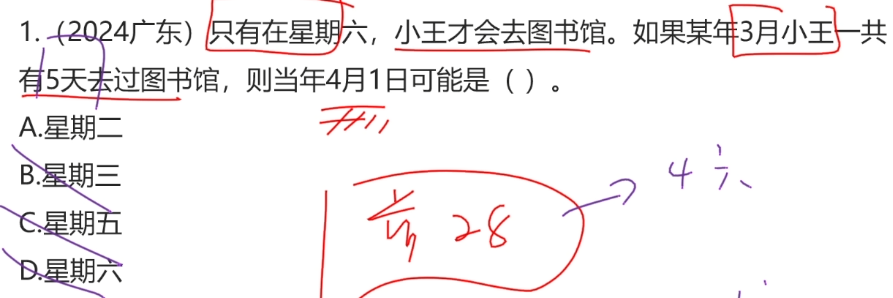 1.（2024广东）只有在星期六，小王才会去图书馆。如果某年3月小王一共
有5天去过图书馆，则当年4月1日可能是（ ）。
A.星期二
B.星期三
C.星期五
D.星期六
前 28
4个六